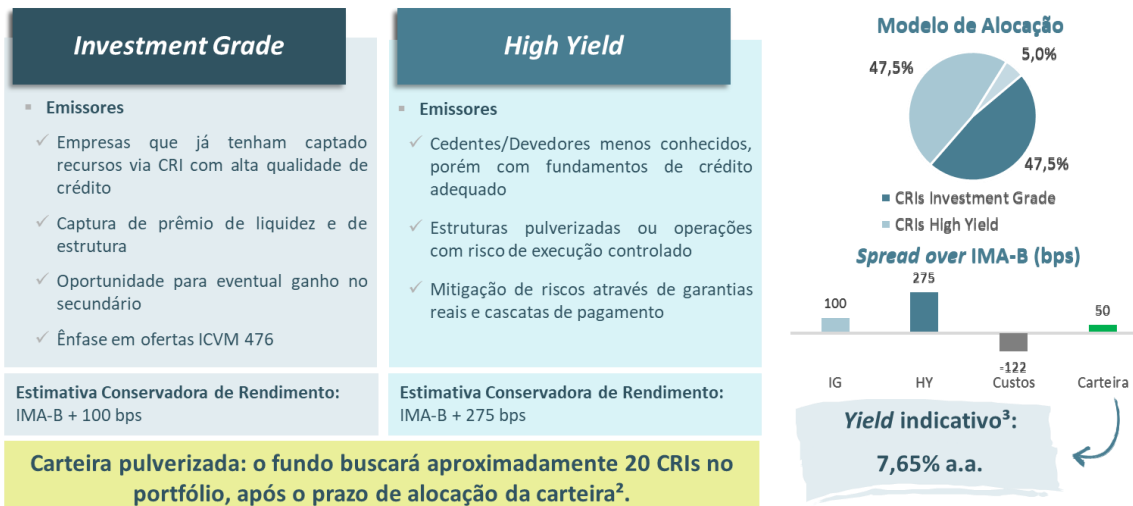 Investment Grade
Emissores
Empresas que já tenham captado
recursos via CRI com alta qualidade de
crédito
Captura de prêmio de liquidez e de
estrutura
Oportunidade para eventual ganho no
secundário
Ênfase em ofertas ICVM 476
Estimativa Conservadora de Rendimento:
IMA-B + 100 bps
High Yield
Emissores
Cedentes/Devedores menos conhecidos,
porém com fundamentos de crédito
adequado
Estruturas pulverizadas ou operações
com risco de execução controlado
Mitigação de riscos através de garantias
reais e cascatas de pagamento
Estimativa Conservadora de Rendimento:
IMA-B + 275 bps
Carteira pulverizada: o fundo buscará aproximadamente 20 CRIs no
portfólio, após o prazo de alocação da carteira².
Modelo de Alocação
5,0%
47,5%
47,5%
CRIs Investment Grade
CRIs High Yield
Spread over IMA-B (bps)
275
100
50
-122
IG
HY
Custos
Carteira
Yield indicativo³:
7,65% a.a.